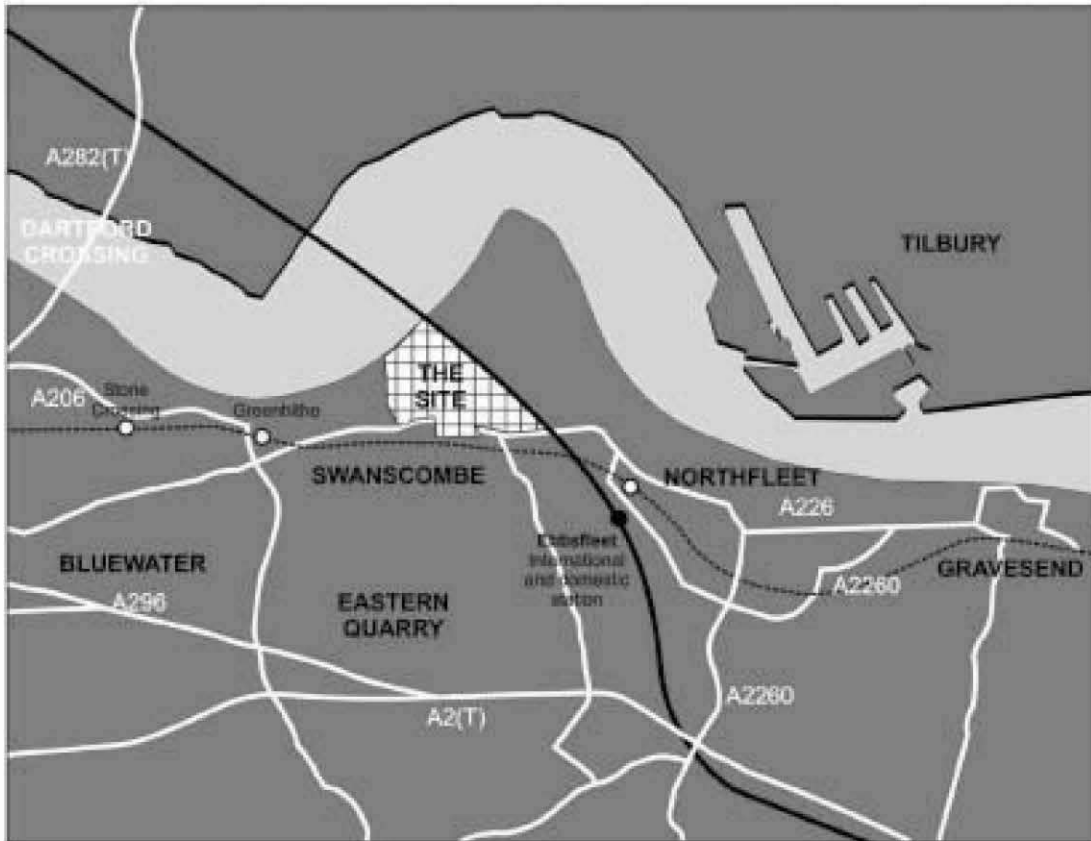 A282(T)
DARTFORD
CROSSING
TILBURY
THE
SITE
A206
Stone
Crossing
Greenhithe
SWANSCOMBE
NORTHFLEET
A226
BLUEWATER
Ebbsfleet
International
and domestic
station
GRAVESEND
A2260
A296
EASTERN
QUARRY
A2260
A2(T)